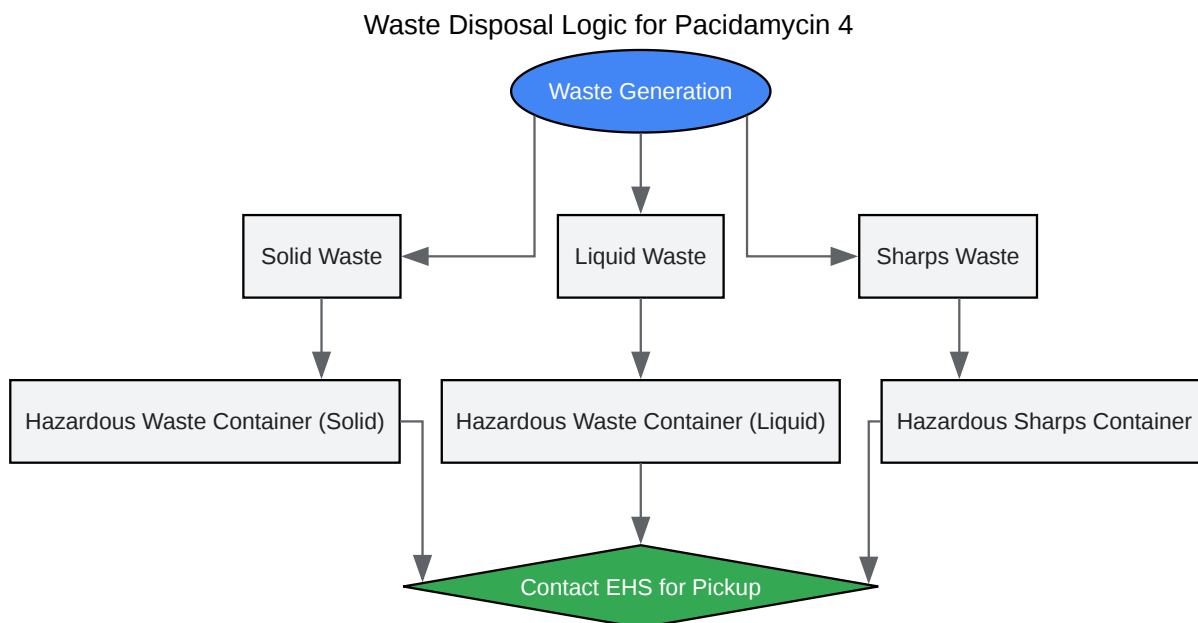 Waste Disposal Logic for Pacidamycin 4
Waste Generation
Solid Waste
Liquid Waste
Sharps Waste
Hazardous Waste Container (Solid)
Hazardous Waste Container (Liquid)
Hazardous Sharps Container
Contact EHS for Pickup